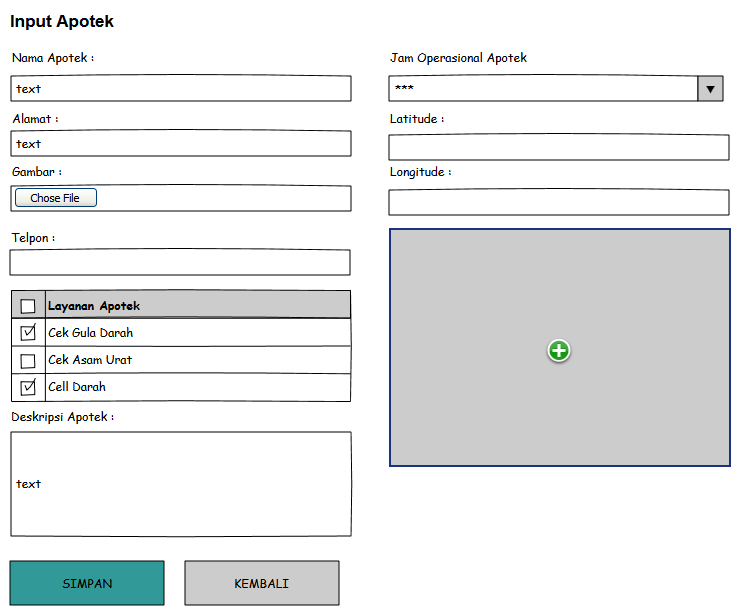 Input Apotek
Nama Apotek :
text
Alamat :
text
Gambar :
Chose File
Telpon :
Layanan Apotek
Cek Gula Darah
Cek Asam Urat
Cell Darah
Deskripsi Apotek :
text
SIMPAN
KEMBALI
Jam Operasional Apotek
***
Latitude :
Longitude :